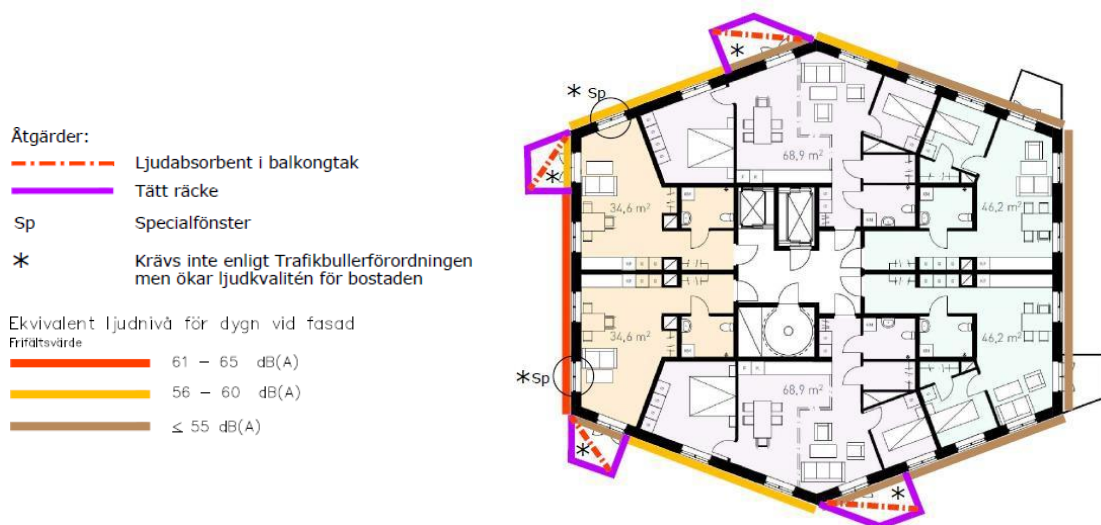 Åtgärder:
Ljudabsorbent i balkongtak
Tätt räcke
Sp Specialfönster
* Krävs inte enligt Trafikbullerförordningen
men ökar ljudkvalitén för bostaden
Ekvivalent ljudnivå för dygn vid fasad
Frifältsvärde
61 – 65 dB(A)
56 – 60 dB(A)
≤ 55 dB(A)
*
* Sp
*
68,9 m²
34,6 m²
46,2 m²
34,6 m²
46,2 m²
* Sp
68,9 m²
*
*